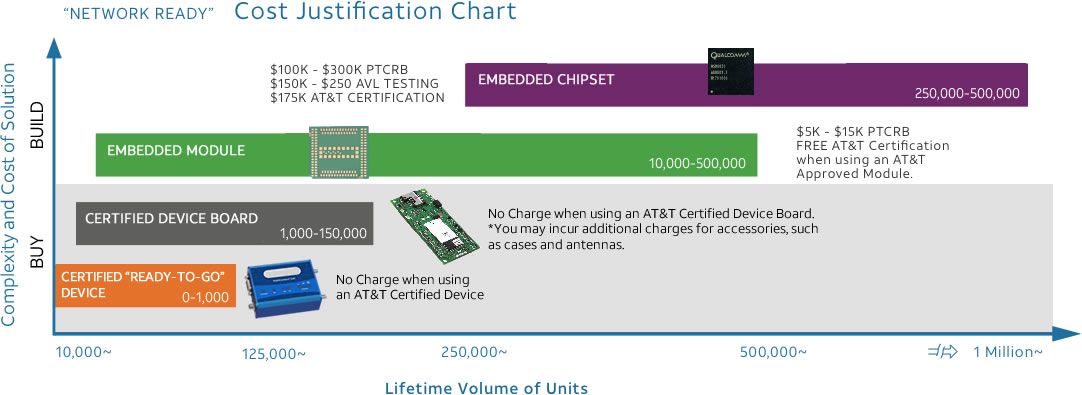 “NETWORK READY” Cost Justification Chart
Complexity and Cost of Solution
BUILD
BUY
$100K - $300K PTCRB
$150K - $250 AVL TESTING
$175K AT&T CERTIFICATION
EMBEDDED CHIPSET
QUALCOMM
250,000-500,000
EMBEDDED MODULE
10,000-500,000
$5K - $15K PTCRB
FREE AT&T Certification
when using an AT&T
Approved Module.
CERTIFIED DEVICE BOARD
1,000-150,000
No Charge when using an AT&T Certified Device Board.
*You may incur additional charges for accessories, such
as cases and antennas.
CERTIFIED “READY-TO-GO”
DEVICE
0-1,000
No Charge when using
an AT&T Certified Device
10,000~
125,000~
250,000~
500,000~
1 Million~
Lifetime Volume of Units